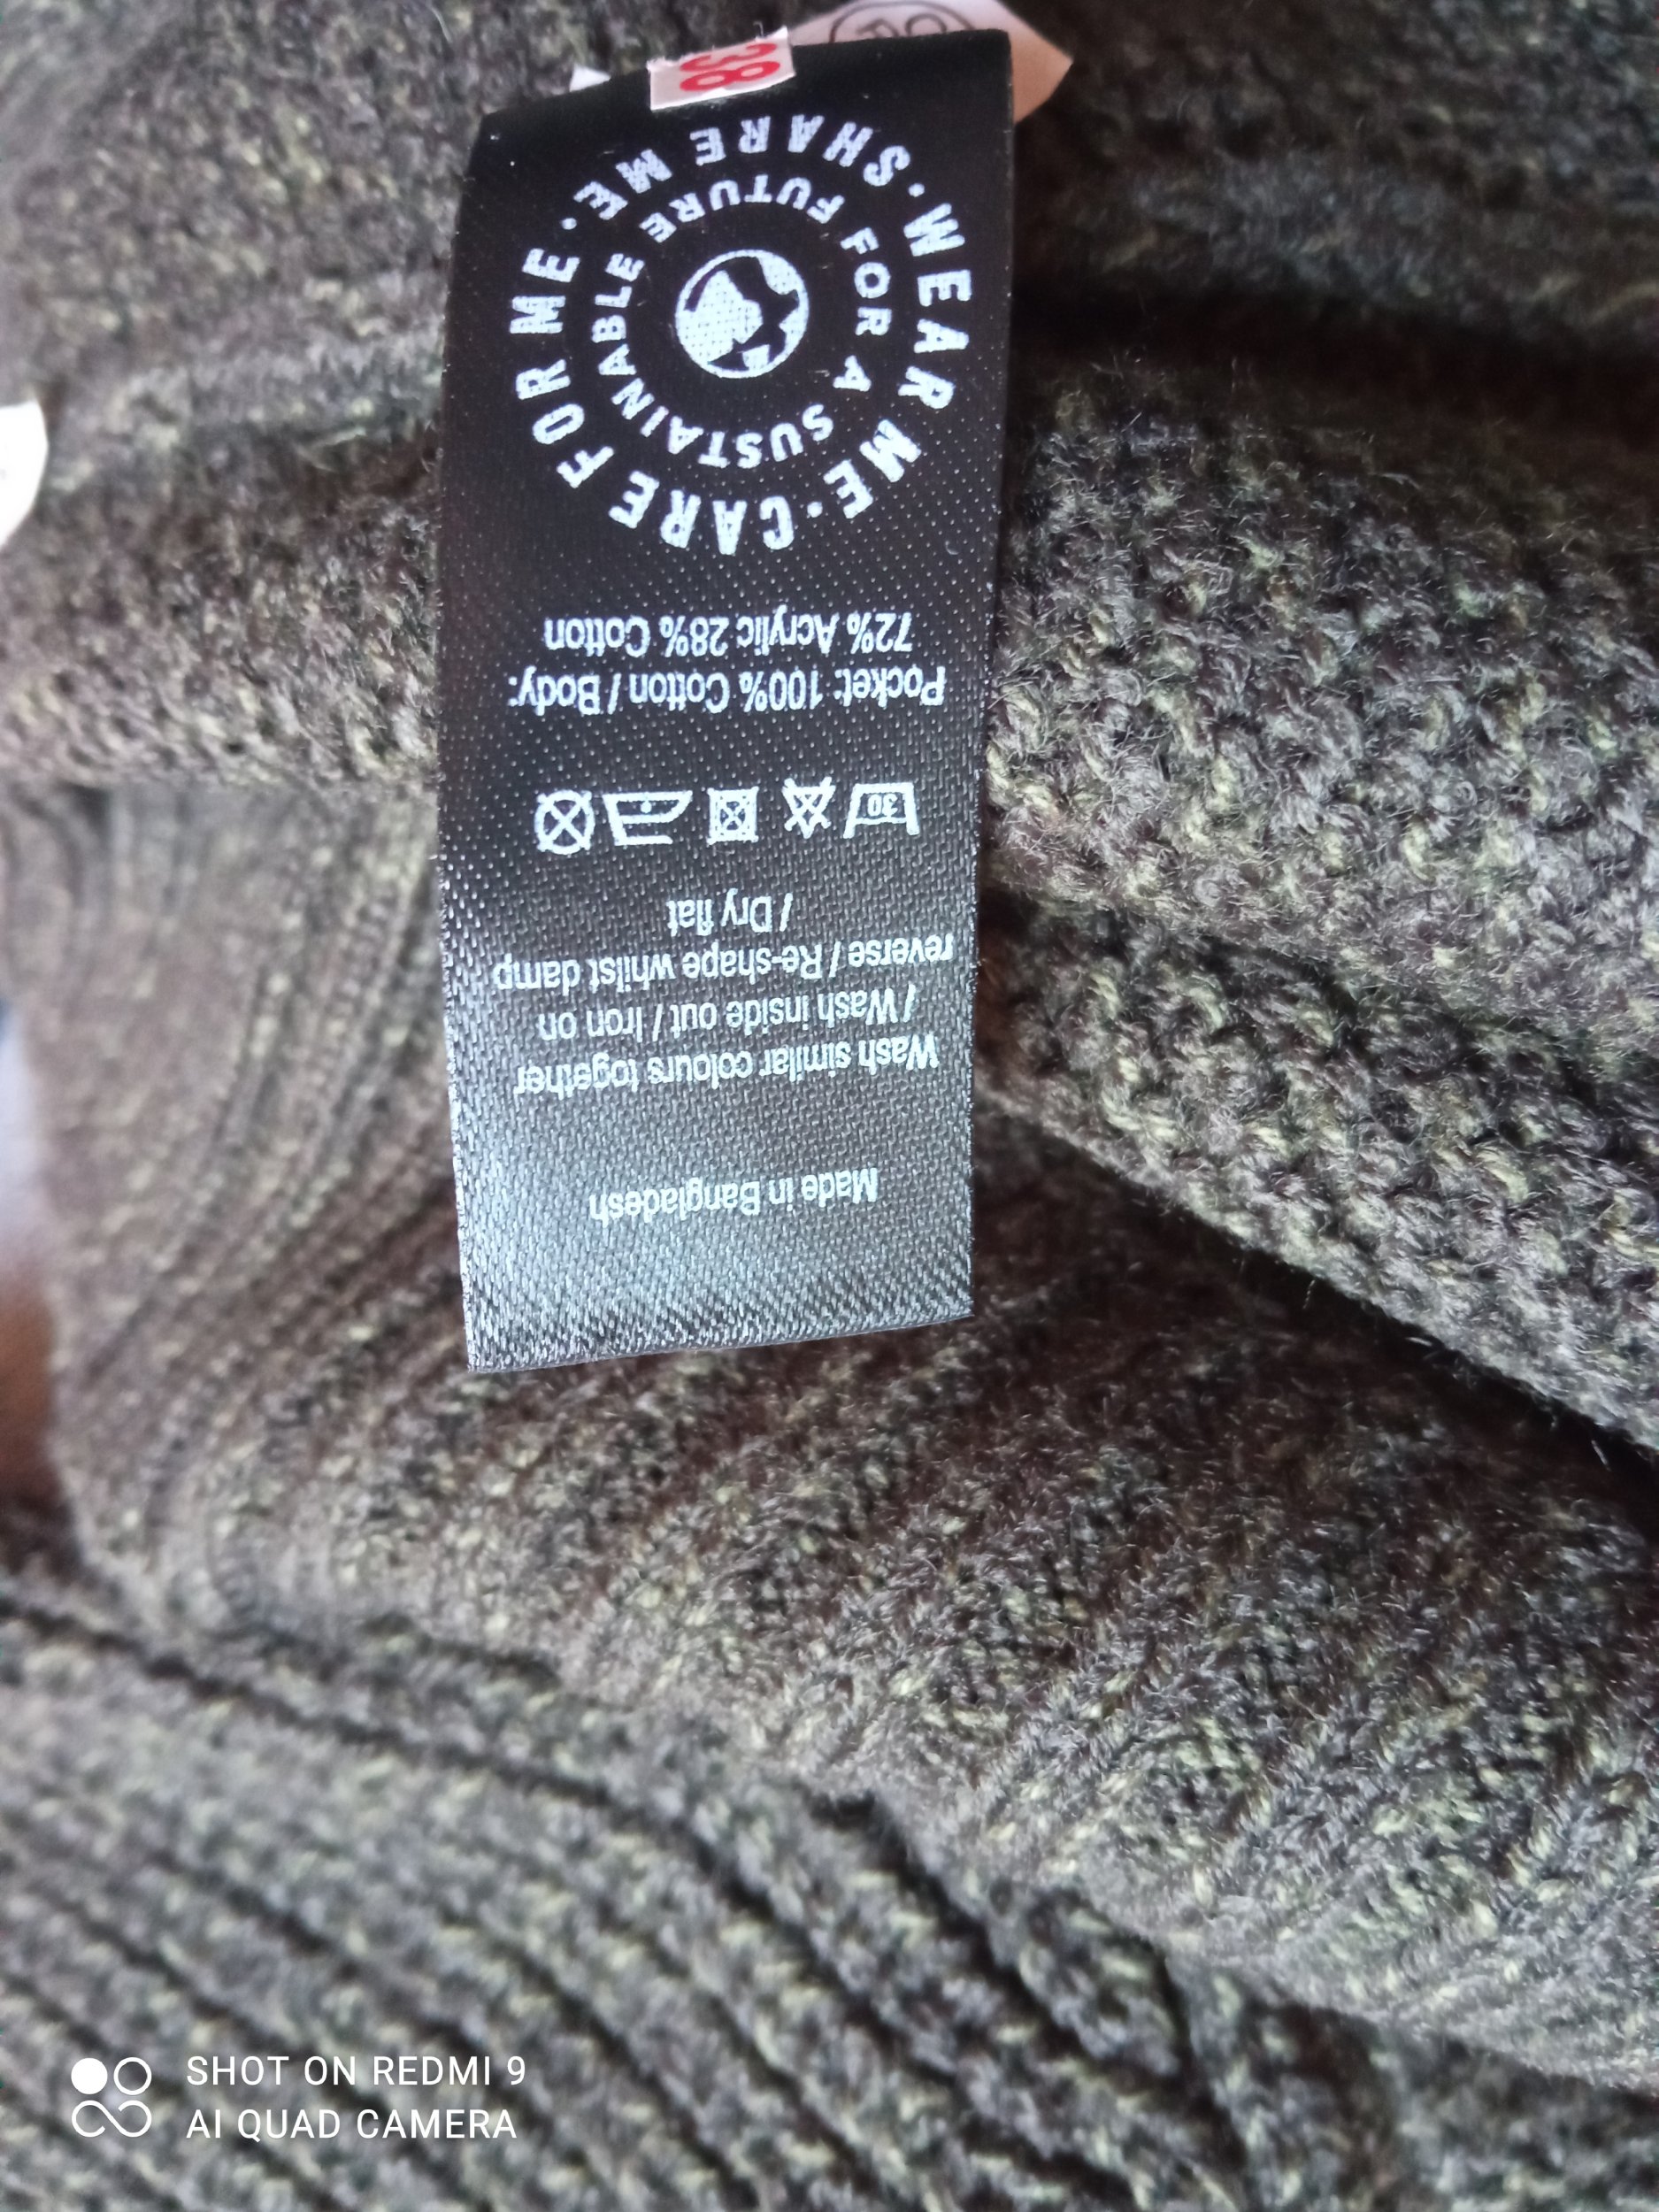 Made in Bangladesh
Wash similar colours together
/ Wash inside out / Iron on
reverse / Re-shape whilst damp
/ Dry flat
30
Pocket: 100% Cotton / Body:
72% Acrylic 28% Cotton
WEAR ME · CARE FOR ME · SHARE ME ·
FOR A SUSTAINABLE FUTURE
38
SHOT ON REDMI 9
AI QUAD CAMERA